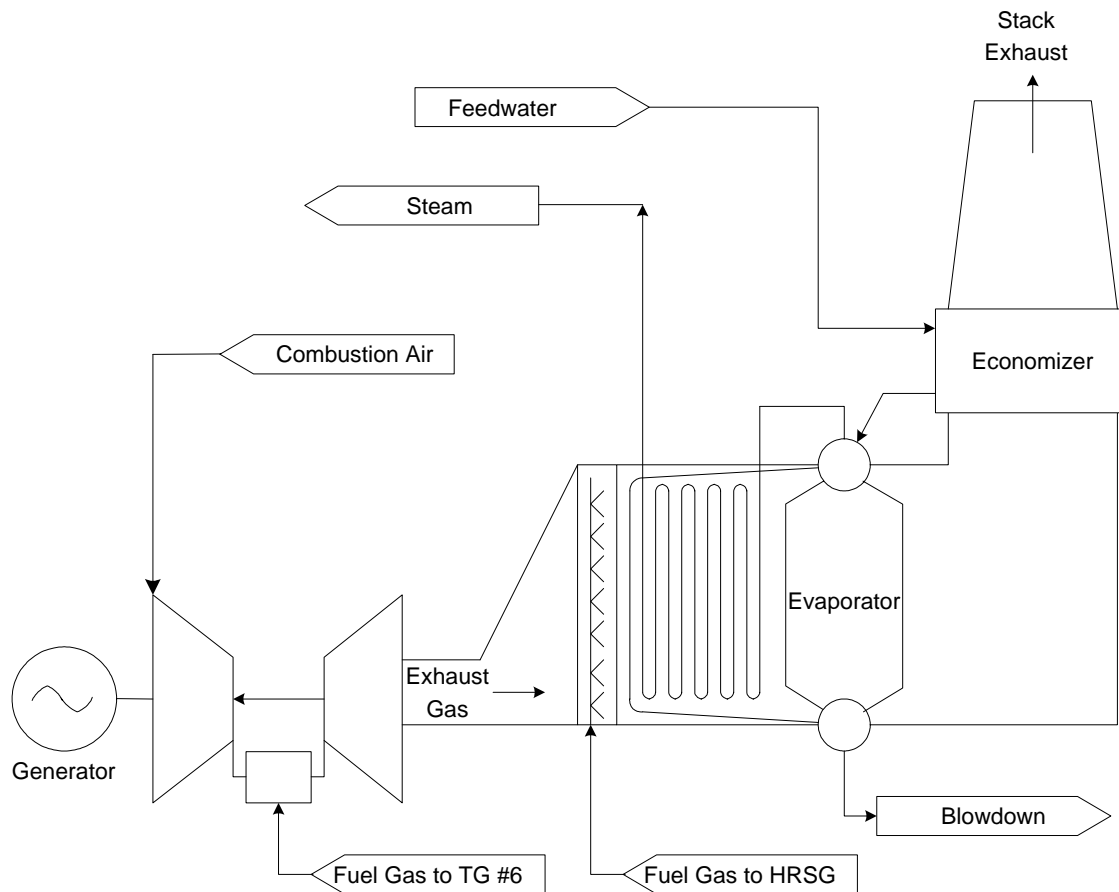 Stack
Exhaust
Feedwater
Steam
Combustion Air
Economizer
Evaporator
Exhaust
Gas
Generator
Blowdown
Fuel Gas to TG #6
Fuel Gas to HRSG